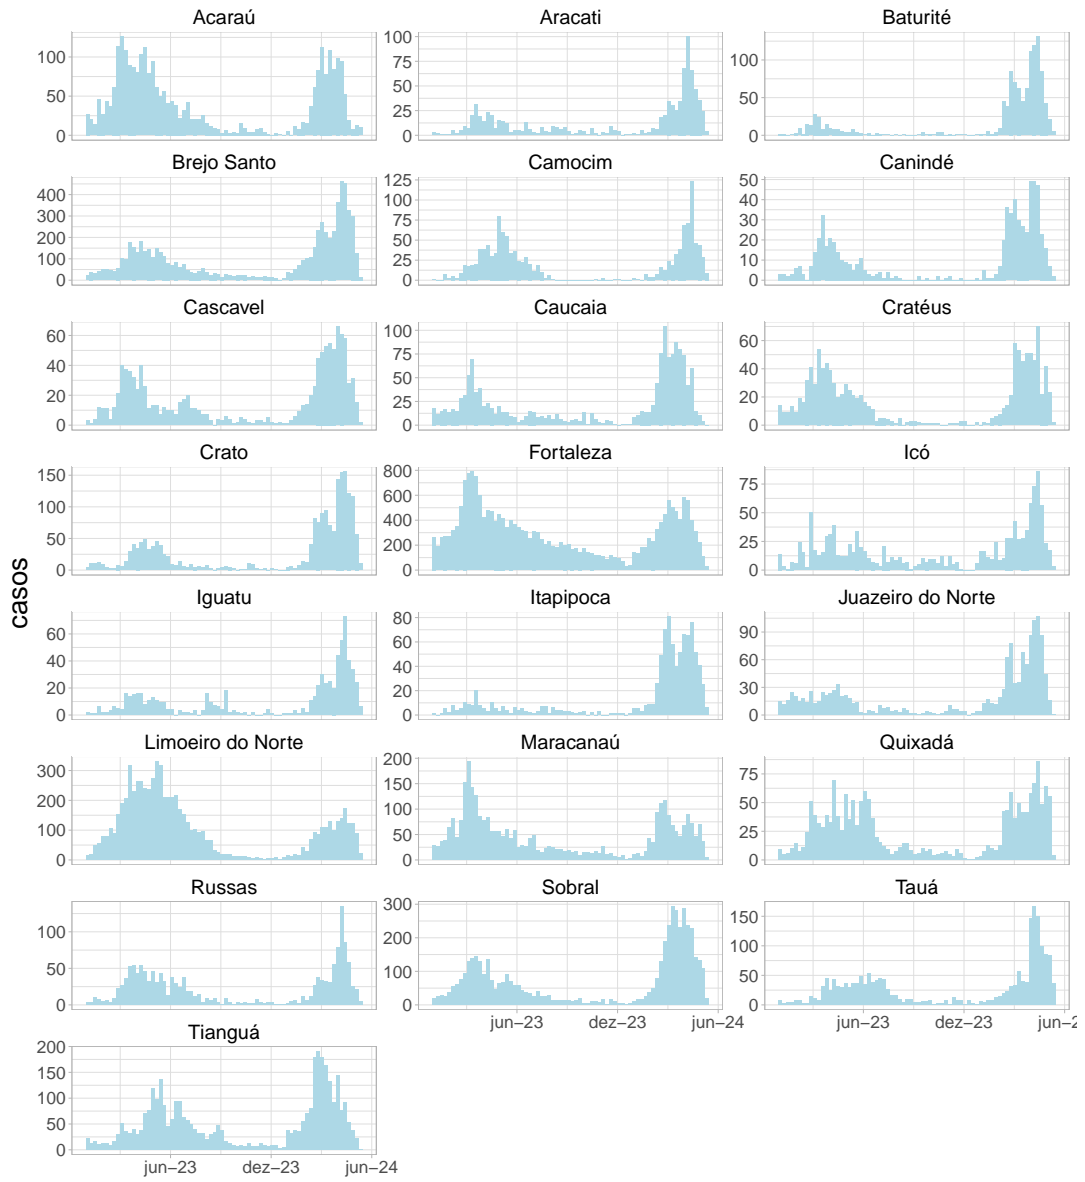 Acaraú Aracati Baturité
100 50 0
100 75 50 25 0
100 50 0
Brejo Santo Camocim Canindé
400 300 200 100 0
125 100 75 50 25 0
50 40 30 20 10 0
Cascavel Caucaia Cratéus
60 40 20 0
100 75 50 25 0
60 40 20 0
Crato Fortaleza Icó
150 100 50 0
800 600 400 200 0
75 50 25 0
casos
Iguatu Itapipoca Juazeiro do Norte
60 40 20 0
80 60 40 20 0
90 60 30 0
Limoeiro do Norte Maracanaú Quixadá
300 200 100 0
200 150 100 50 0
75 50 25 0
Russas Sobral Tauá
100 50 0
300 200 100 0
150 100 50 0
jun–23 dez–23 jun–24 jun–23 dez–23 jun–2
Tianguá
200 150 100 50 0
jun–23 dez–23 jun–24